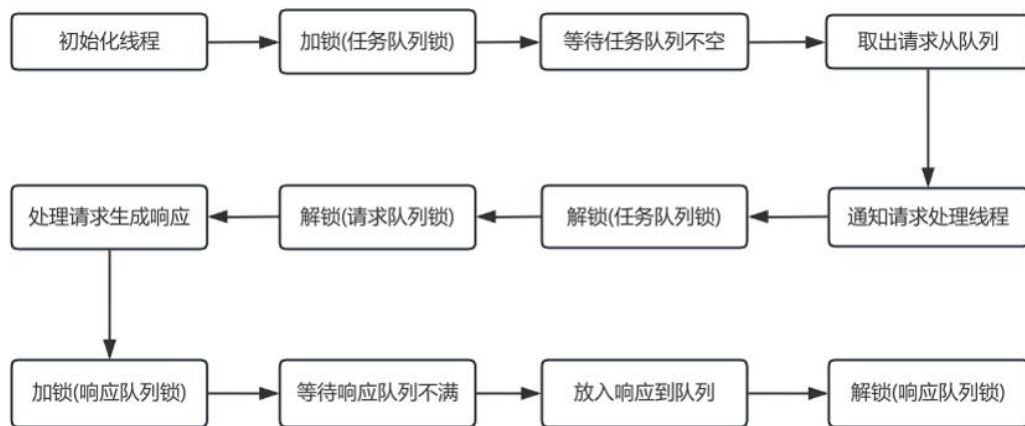 初始化线程
加锁(任务队列锁)
等待任务队列不空
取出请求从队列
通知请求处理线程
解锁(任务队列锁)
解锁(请求队列锁)
处理请求生成响应
加锁(响应队列锁)
等待响应队列不满
放入响应到队列
解锁(响应队列锁)